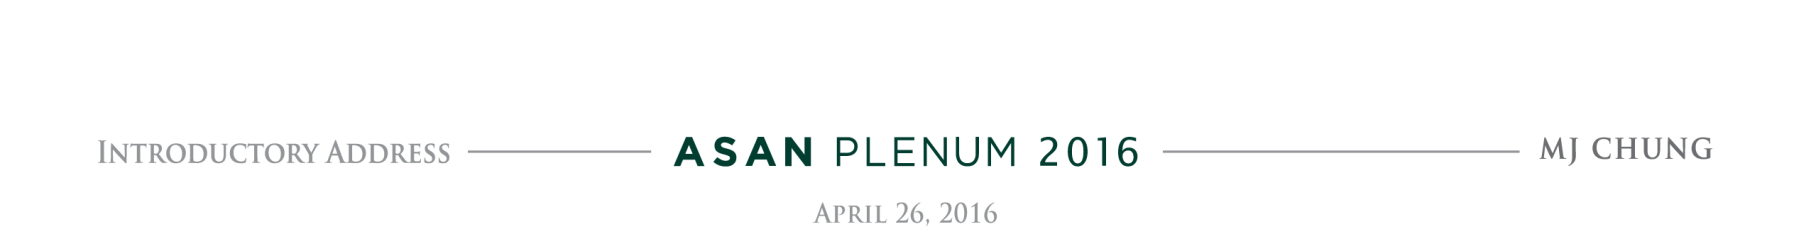 Introductory Address ASAN PLENUM 2016 MJ CHUNG
April 26, 2016